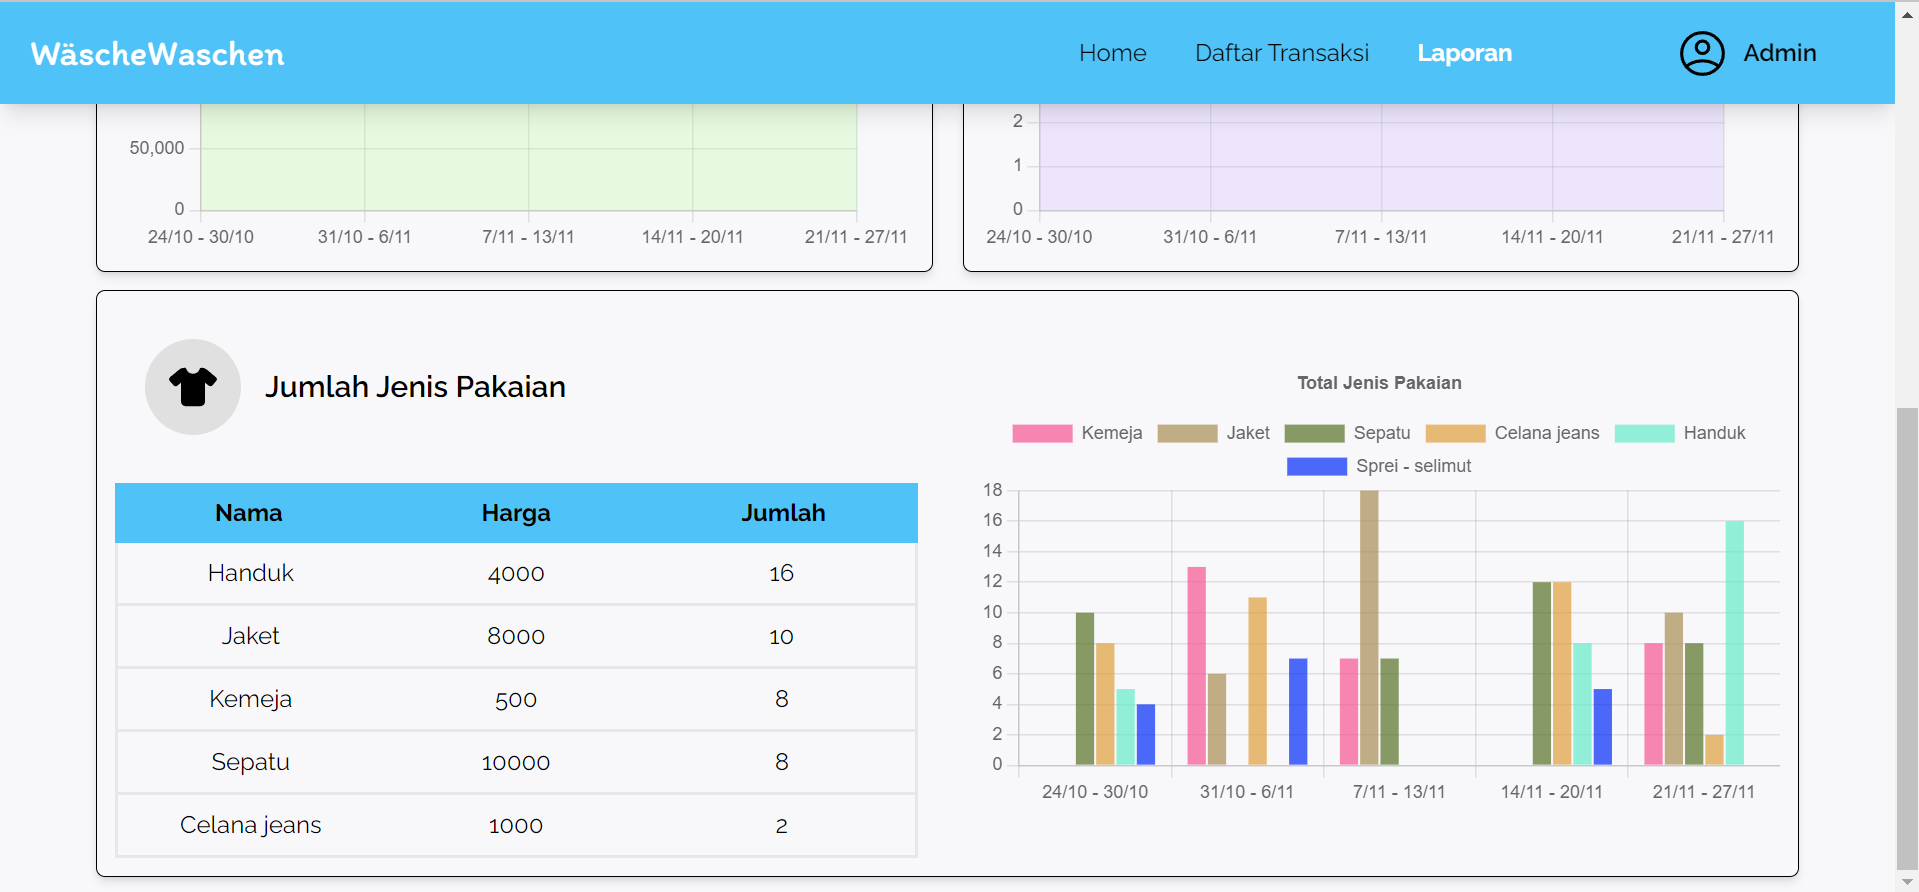 WäscheWaschen Home Daftar Transaksi Laporan Admin
50,000
0
24/10 - 30/10 31/10 - 6/11 7/11 - 13/11 14/11 - 20/11 21/11 - 27/11
2
1
0
24/10 - 30/10 31/10 - 6/11 7/11 - 13/11 14/11 - 20/11 21/11 - 27/11
Jumlah Jenis Pakaian
Nama Harga Jumlah
Handuk 4000 16
Jaket 8000 10
Kemeja 500 8
Sepatu 10000 8
Celana jeans 1000 2
Total Jenis Pakaian
Kemeja Jaket Sepatu Celana jeans Handuk
Sprei - selimut
18
16
14
12
10
8
6
4
2
0
24/10 - 30/10 31/10 - 6/11 7/11 - 13/11 14/11 - 20/11 21/11 - 27/11